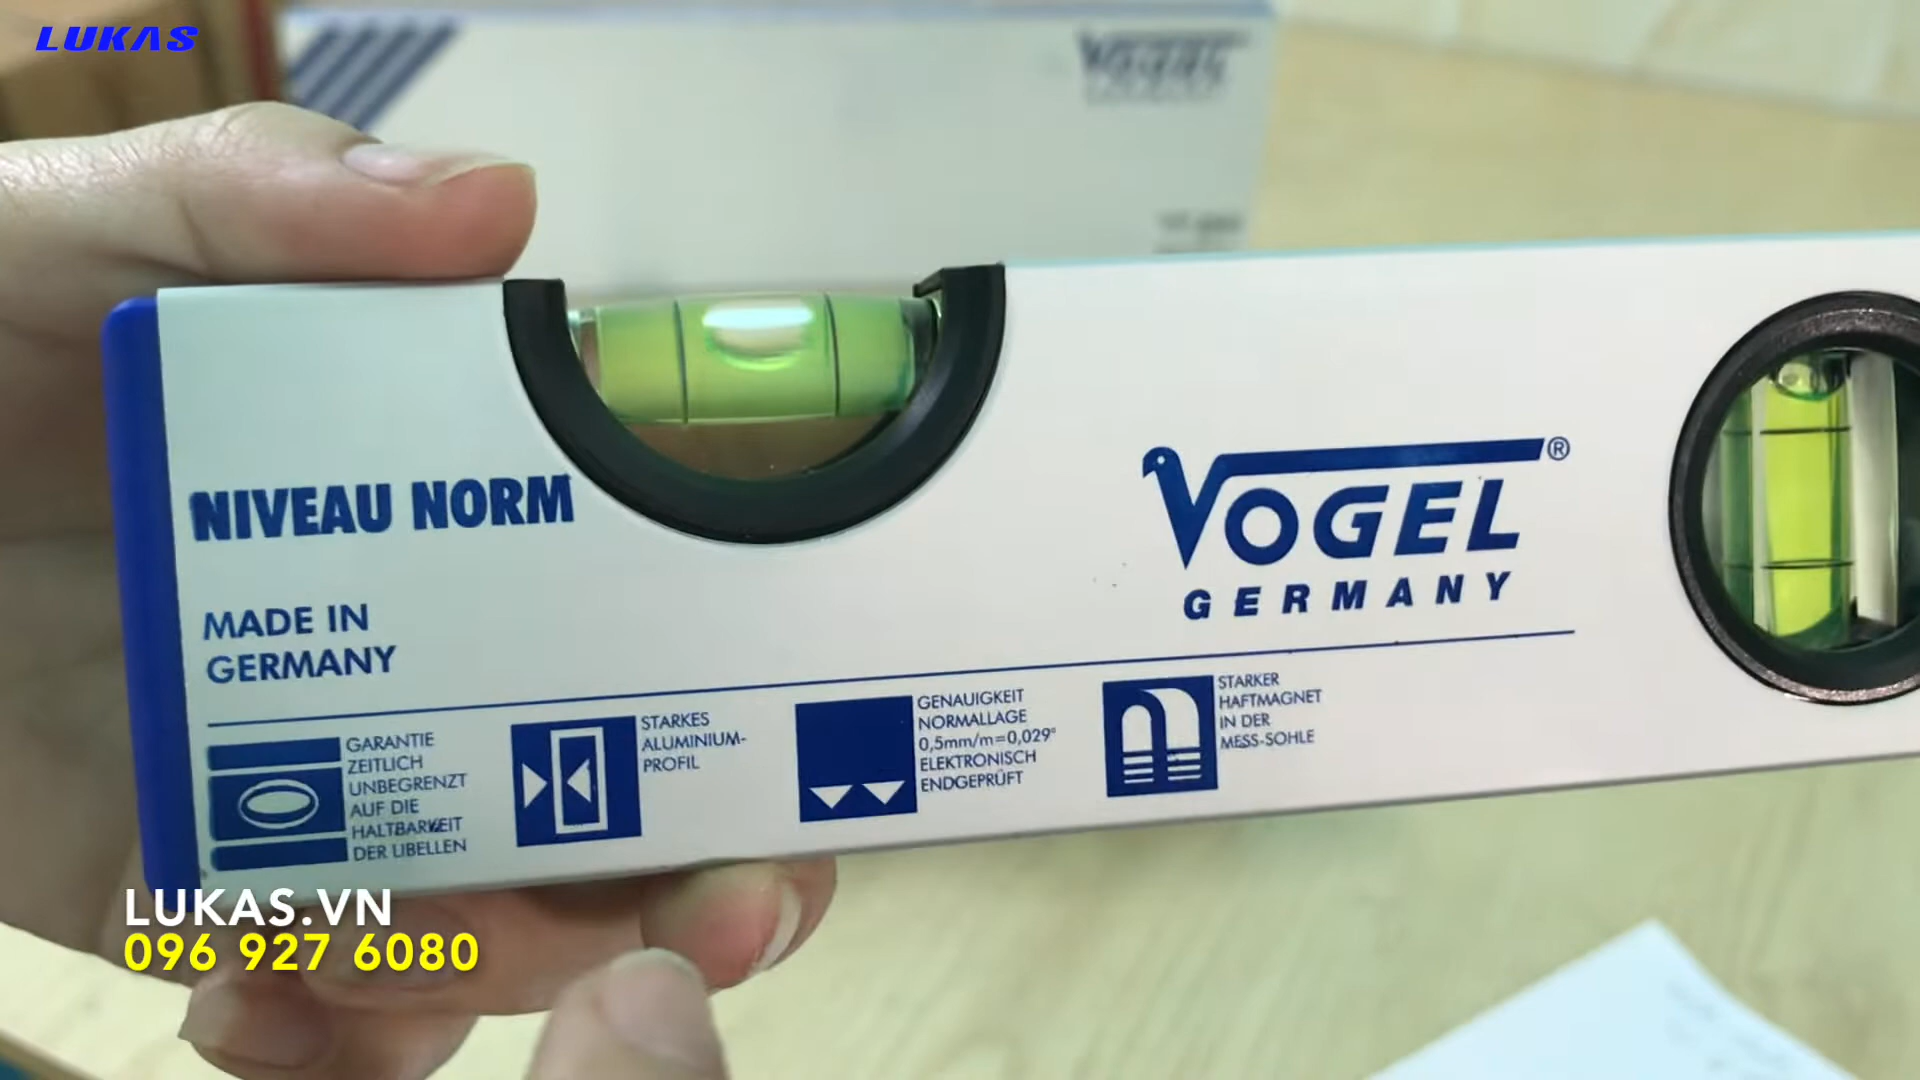 LUKAS
VOGEL
VOGEL®
GERMANY
NIVEAU NORM
MADE IN
GERMANY
GARANTIE
ZEITLICH
UNBEGRENZT
AUF DIE
HALTBARKEIT
DER LIBELLEN
STARKES
ALUMINIUM-
PROFIL
GENAUIGKEIT
NORMALLAGE
0,5mm/m=0,029°
ELEKTRONISCH
ENDGEPRÜFT
STARKER
HAFTMAGNET
IN DER
MESS-SOHLE
LUKAS.VN
096 927 6080